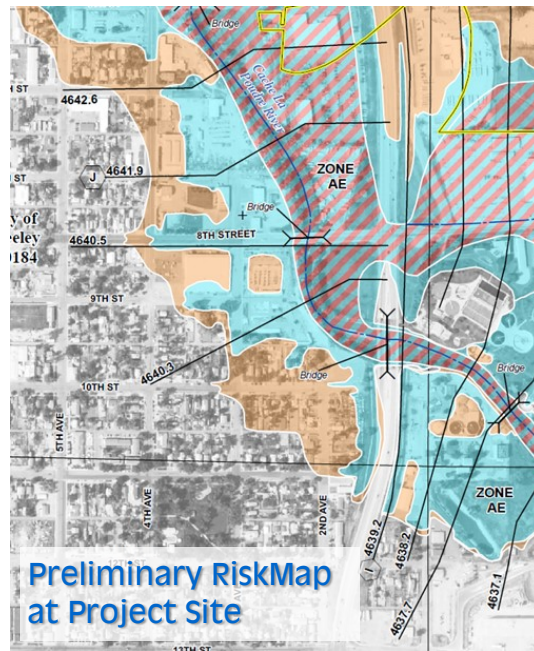 Bridge
Cache La
Poudre River
H ST
4642.6
ZONE
AE
ST
J
4641.9
y of
eeley
0184
Bridge
8TH STREET
4640.5
9TH ST
4640.3
Bridge
Bridge
10TH ST
5TH AVE
4TH AVE
2ND AVE
ZONE
AE
4639.2
4638.2
4637.7
4637.1
I
Preliminary RiskMap
at Project Site
13TH ST